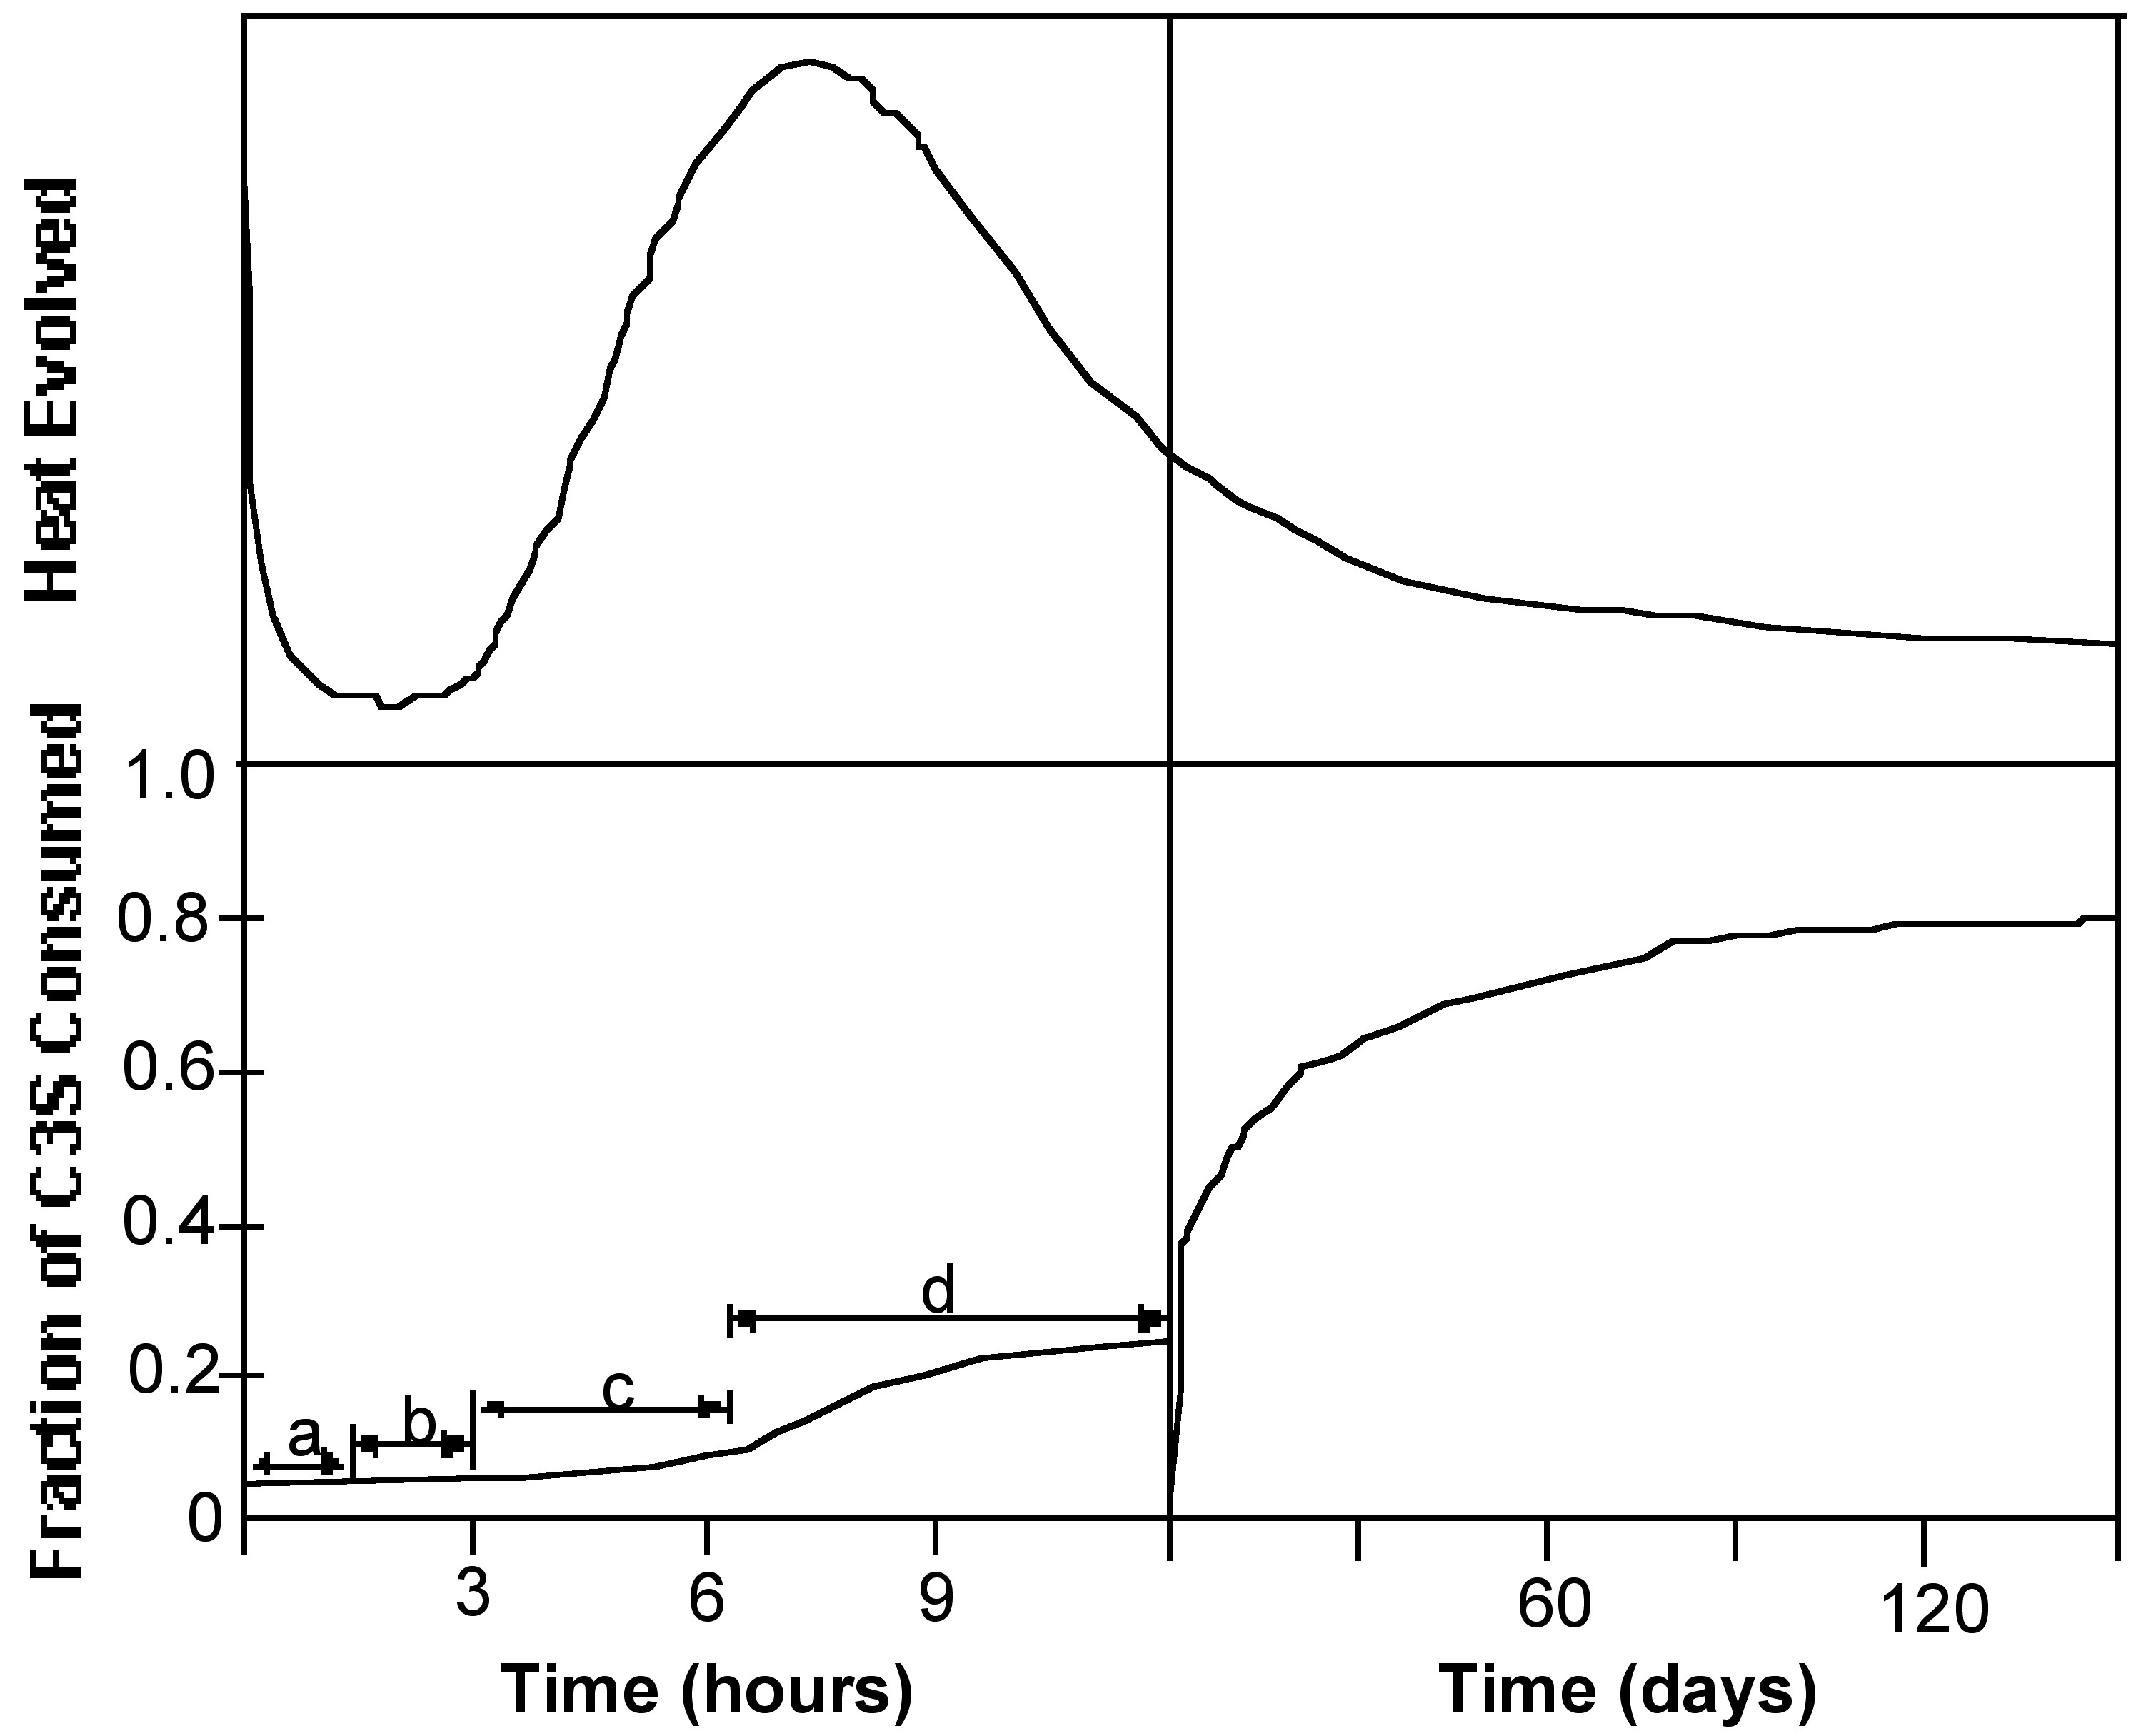 Heat Evolved
Fraction of C3S Consumed
1.0
0.8
0.6
0.4
0.2
0
a
b
c
d
3
6
9
60
120
Time (hours)
Time (days)